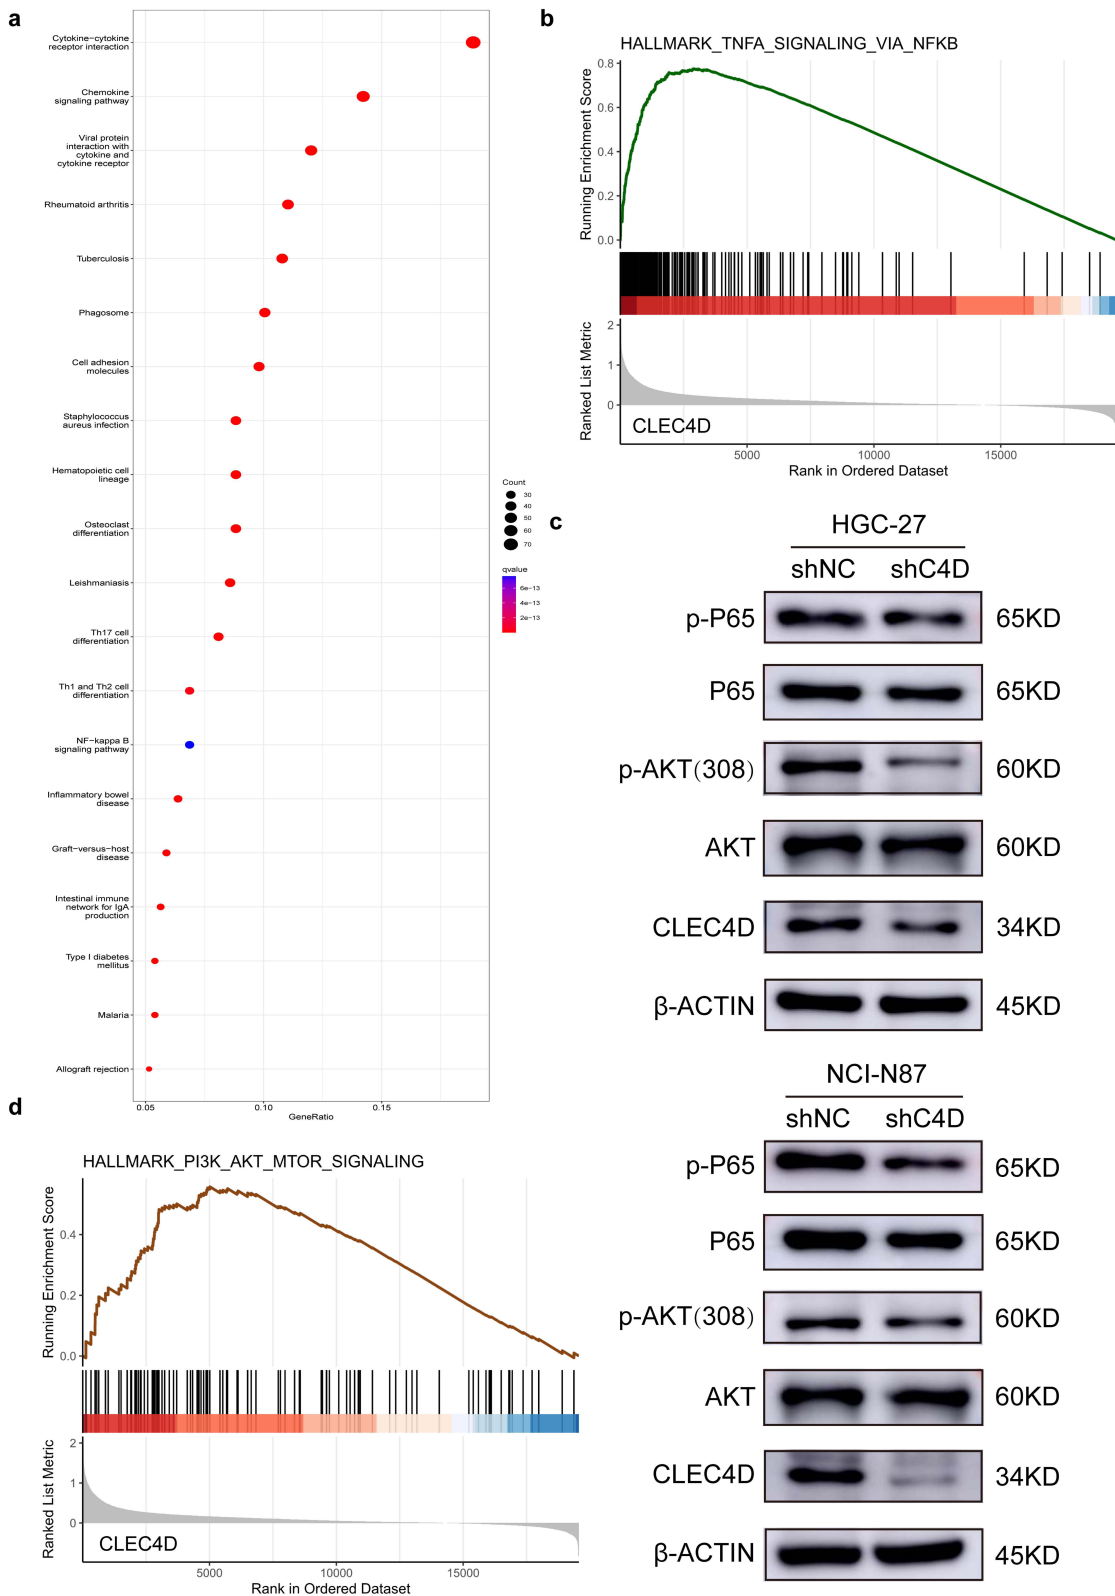 a
Cytokine−cytokine
receptor interaction
Chemokine
signaling pathway
Viral protein
interaction with
cytokine and
cytokine receptor
Rheumatoid arthritis
Tuberculosis
Phagosome
Cell adhesion
molecules
Staphylococcus
aureus infection
Hematopoietic cell
lineage
Osteoclast
differentiation
Leishmaniasis
Th17 cell
differentiation
Th1 and Th2 cell
differentiation
NF−kappa B
signaling pathway
Inflammatory bowel
disease
Graft−versus−host
disease
Intestinal immune
network for IgA
production
Type I diabetes
mellitus
Malaria
Allograft rejection
0.05 0.10 0.15
GeneRatio
Count
30
40
50
60
70
qvalue
6e−13
4e−13
2e−13
b
HALLMARK_TNFA_SIGNALING_VIA_NFKB
Running Enrichment Score
0.8
0.6
0.4
0.2
0.0
Ranked List Metric
2
1
0
CLEC4D
5000 10000 15000
Rank in Ordered Dataset
c
HGC-27
shNC shC4D
p-P65 65KD
P65 65KD
p-AKT(308) 60KD
AKT 60KD
CLEC4D 34KD
β-ACTIN 45KD
NCI-N87
shNC shC4D
p-P65 65KD
P65 65KD
p-AKT(308) 60KD
AKT 60KD
CLEC4D 34KD
β-ACTIN 45KD
d
HALLMARK_PI3K_AKT_MTOR_SIGNALING
Running Enrichment Score
0.4
0.2
0.0
Ranked List Metric
2
1
0
CLEC4D
5000 10000 15000
Rank in Ordered Dataset